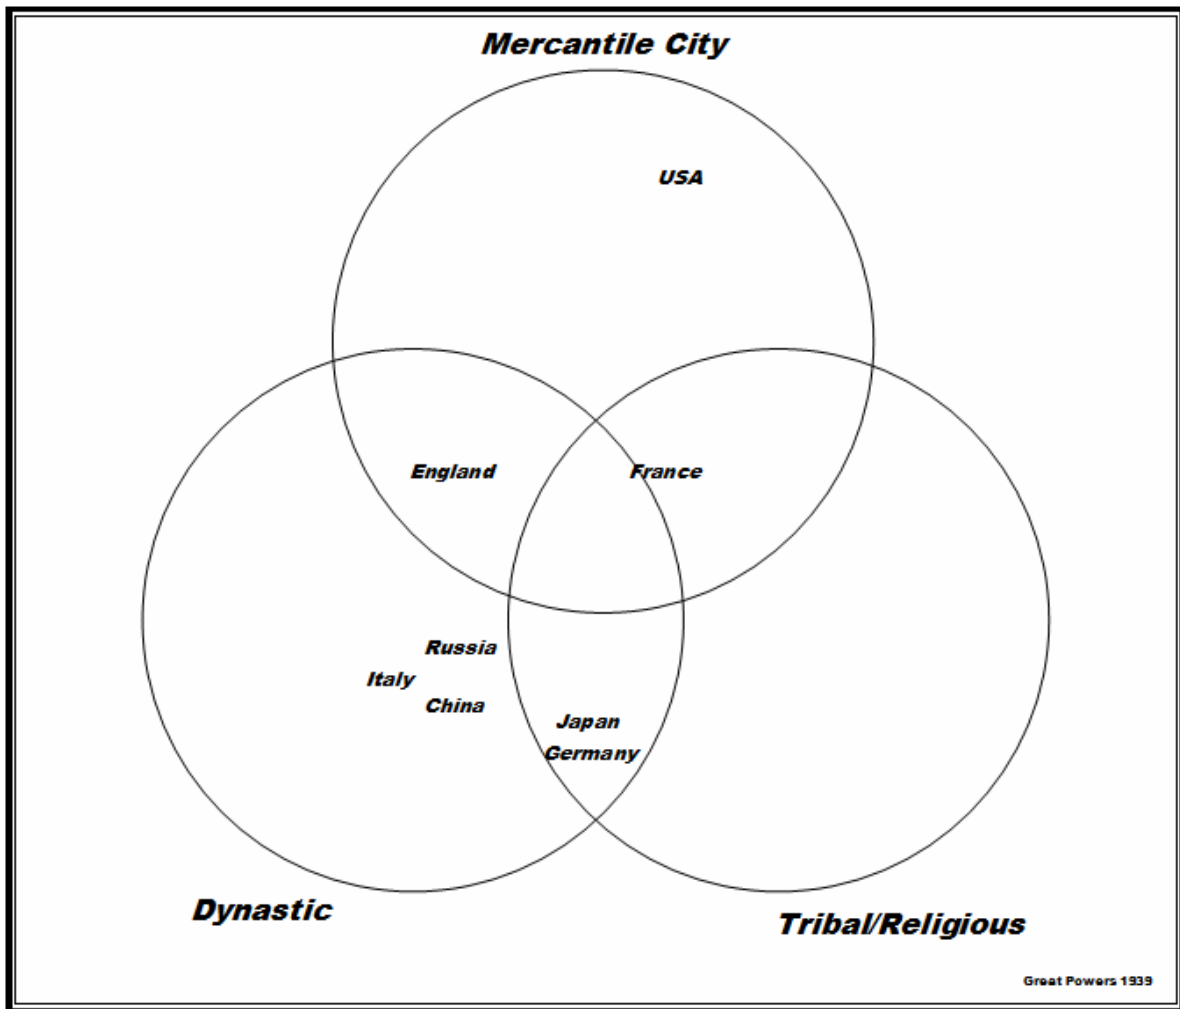 Mercantile City
USA
England
France
Russia
Italy
China
Japan
Germany
Dynastic
Tribal/Religious
Great Powers 1939